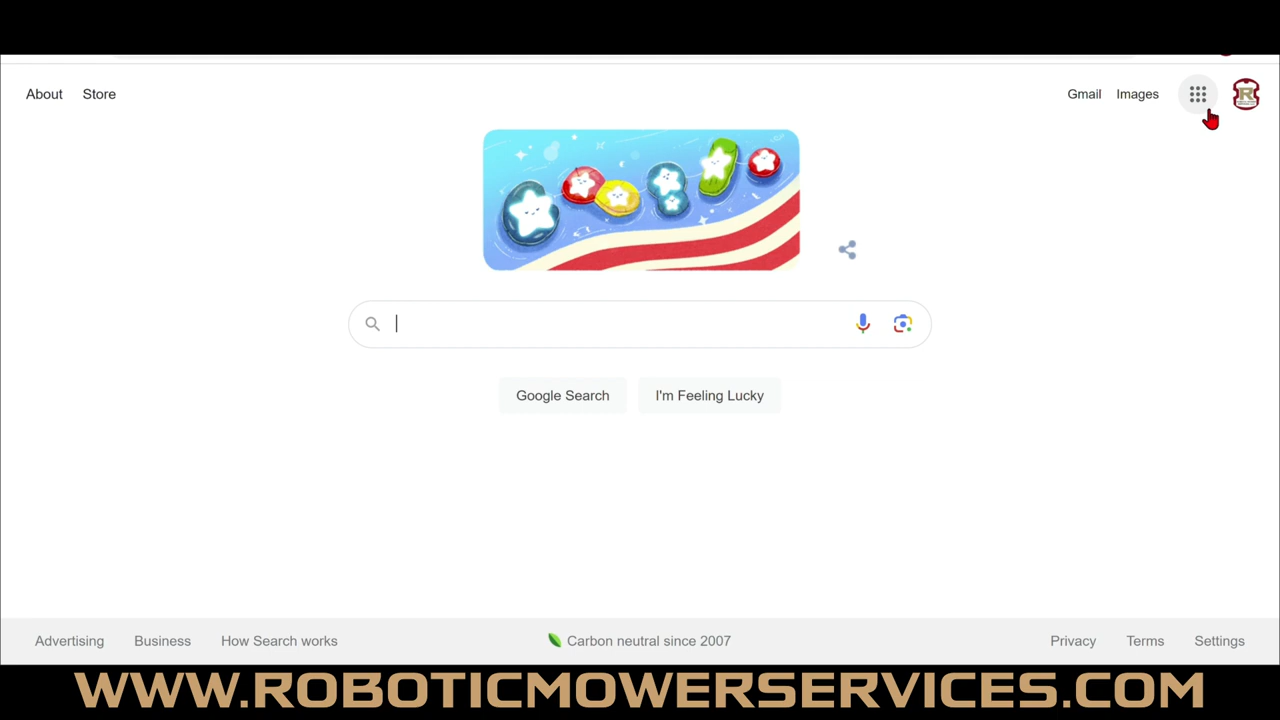 About Store Gmail Images
Google Search I'm Feeling Lucky
Advertising Business How Search works Carbon neutral since 2007 Privacy Terms Settings
WWW.ROBOTICMOWERSERVICES.COM